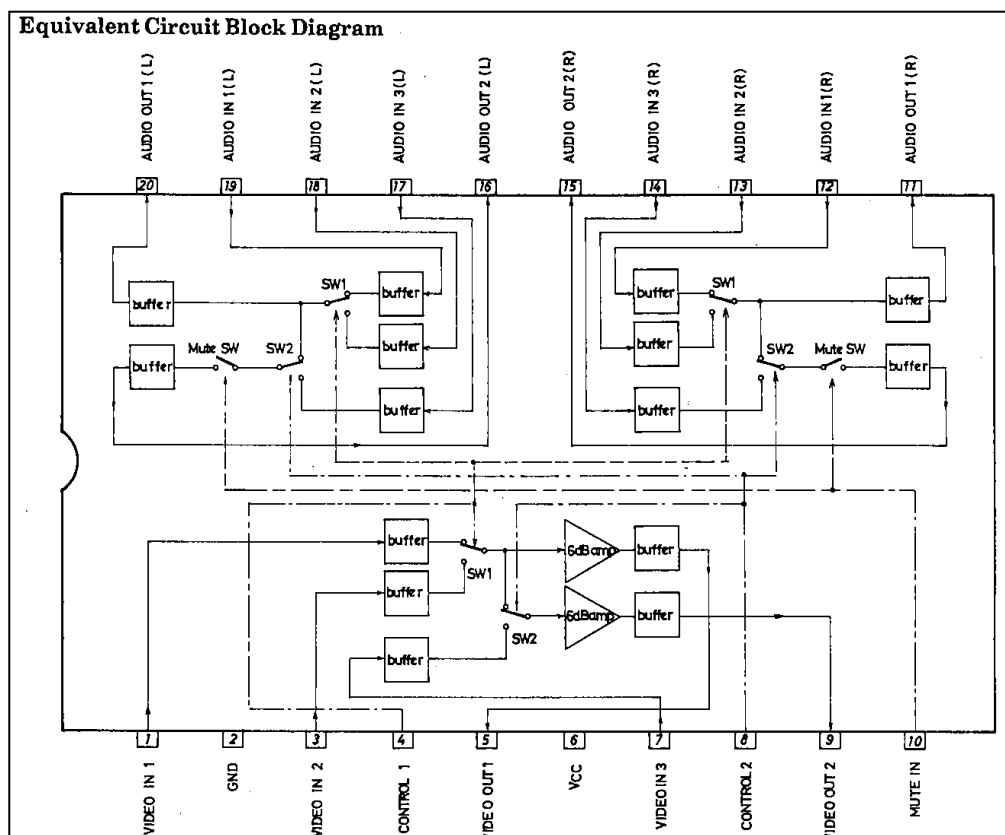 Equivalent Circuit Block Diagram
AUDIO OUT 1 (L)
AUDIO IN 1 (L)
AUDIO IN 2 (L)
AUDIO IN 3 (L)
AUDIO OUT 2 (L)
AUDIO OUT 2 (R)
AUDIO IN 3 (R)
AUDIO IN 2 (R)
AUDIO IN 1 (R)
AUDIO OUT 1 (R)
20
19
18
17
16
15
14
13
12
11
buffer
SW1
buffer
buffer
SW1
buffer
buffer
Mute SW
SW2
buffer
buffer
SW2
Mute SW
buffer
buffer
buffer
buffer
SW1
6dBamp
buffer
buffer
6dBamp
buffer
SW2
buffer
1
2
3
4
5
6
7
8
9
10
VIDEO IN 1
GND
VIDEO IN 2
CONTROL 1
VIDEO OUT 1
VCC
VIDEO IN 3
CONTROL 2
VIDEO OUT 2
MUTE IN